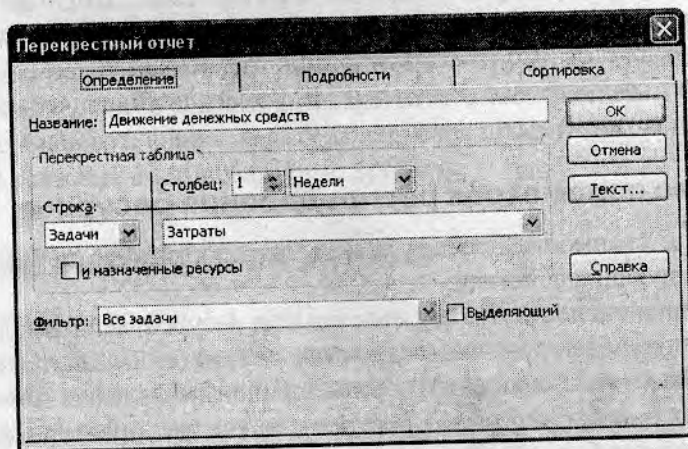 Перекрестный отчет
Определение Подробности Сортировка
Название: Движение денежных средств ОК
Перекрестная таблица Отмена
Столбец: 1 Недели Текст...
Строка:
Задачи Затраты
и назначенные ресурсы Справка
Фильтр: Все задачи Выделяющий